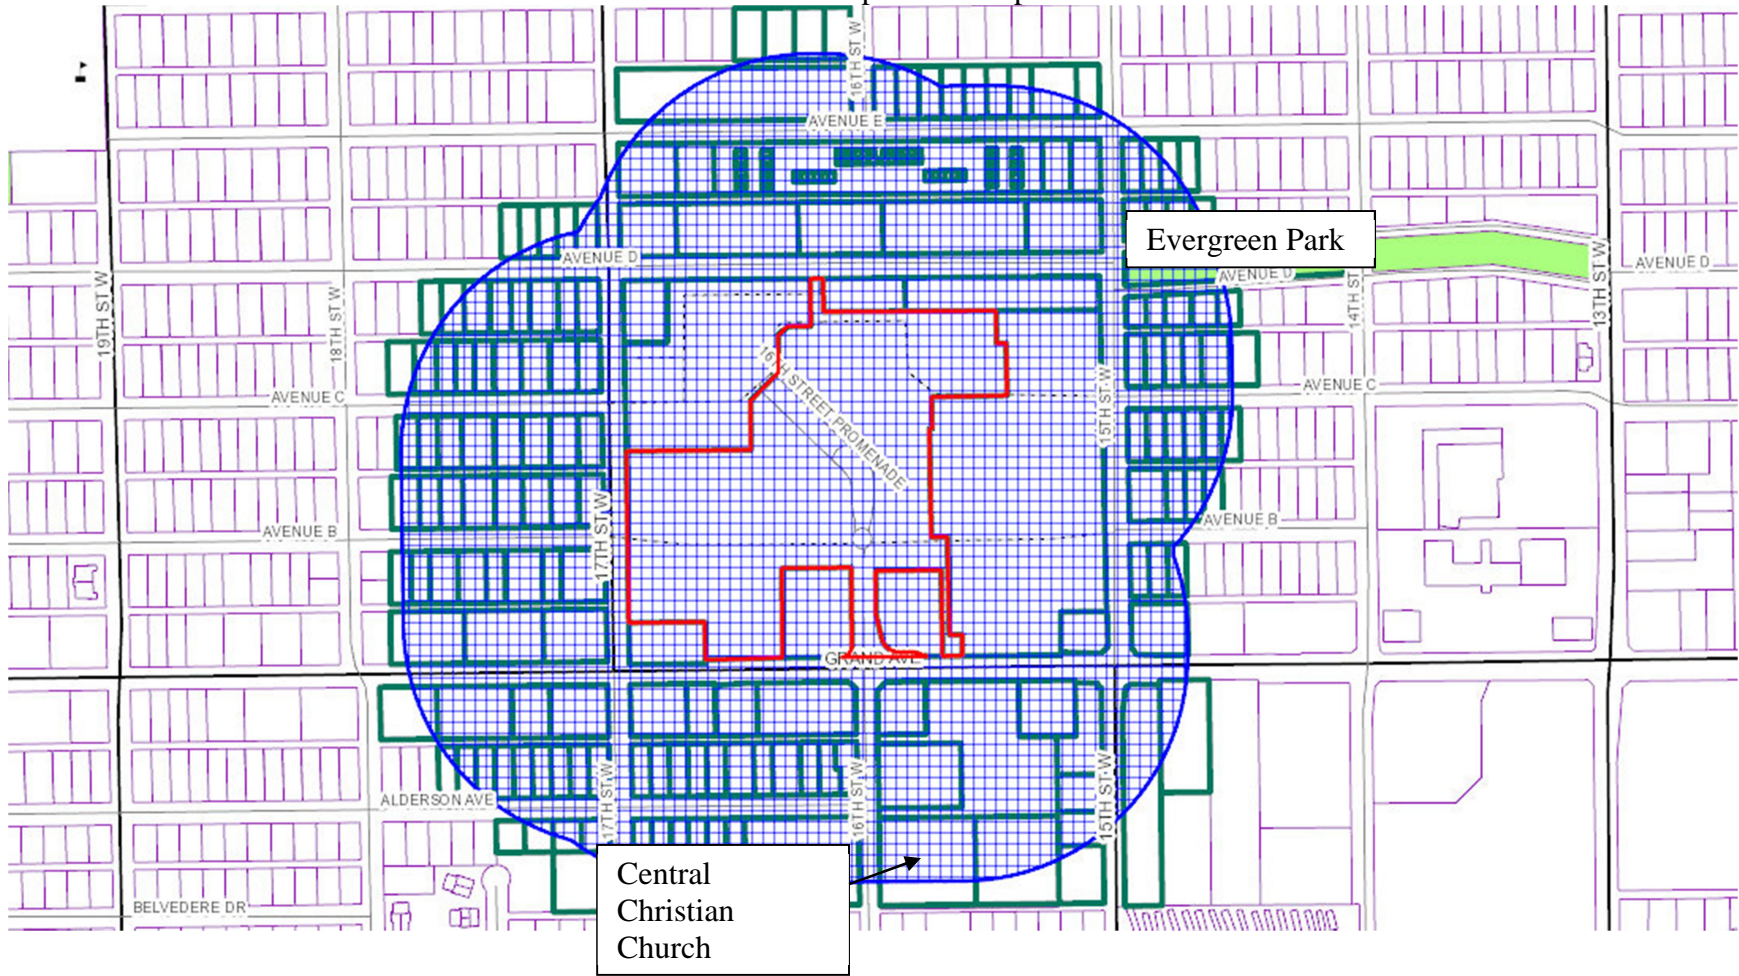 16TH ST W
AVENUE E
Evergreen Park
AVENUE D
AVENUE D
AVENUE D
19TH ST W
18TH ST W
14TH ST
13TH ST W
16TH STREET PROMENADE
AVENUE C
15TH ST W
AVENUE C
17TH ST W
AVENUE B
AVENUE B
GRAND AVE
ALDERSON AVE
17TH ST W
16TH ST W
15TH ST W
Central
Christian
Church
BELVEDERE DR